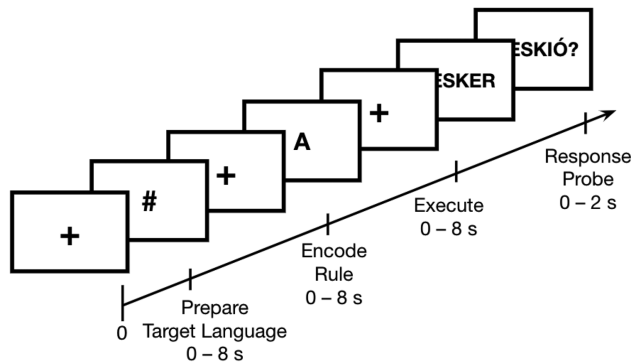 ESKIÓ?
ESKER
+
A
+
#
+
Response
Probe
0 – 2 s
Execute
0 – 8 s
Encode
Rule
0 – 8 s
Prepare
Target Language
0 – 8 s
0